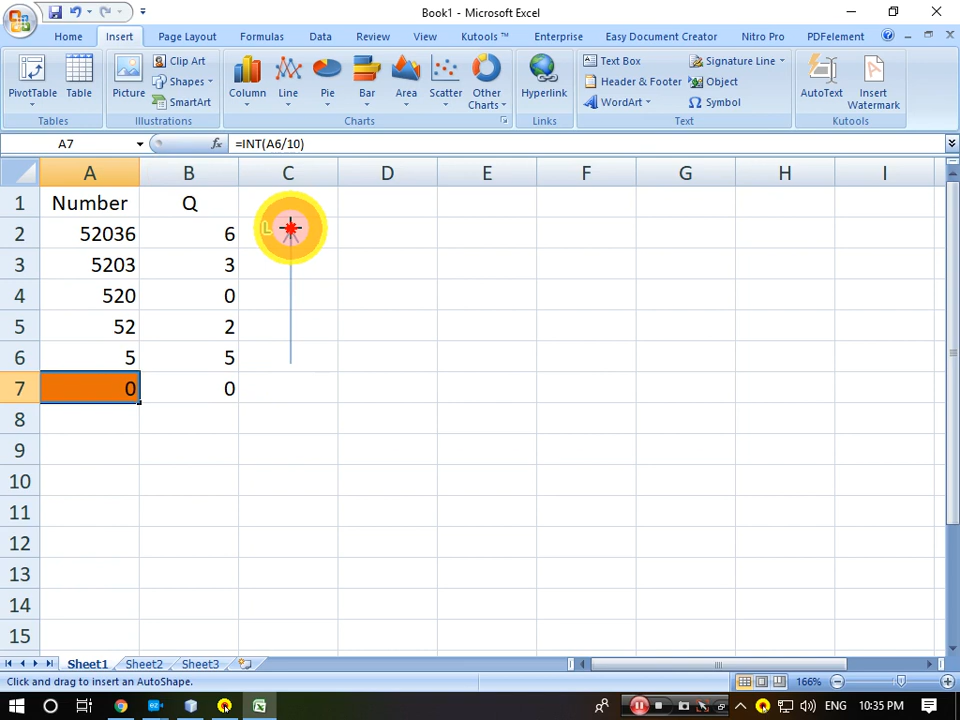 Book1 - Microsoft Excel
Home Insert Page Layout Formulas Data Review View Kutools ™ Enterprise Easy Document Creator Nitro Pro PDFelement
PivotTable Table Picture Clip Art Shapes SmartArt Column Line Pie Bar Area Scatter Other Charts Hyperlink Text Box Header & Footer WordArt Signature Line Object Symbol AutoText Insert Watermark
Tables Illustrations Charts Links Text Kutools
A7 fx =INT(A6/10)
A B C D E F G H I
1 Number Q
2 52036 6
3 5203 3
4 520 0
5 52 2
6 5 5
7 0 0
8
9
10
11
12
13
14
15
Sheet1 Sheet2 Sheet3
Click and drag to insert an AutoShape. 166%
ENG 10:35 PM